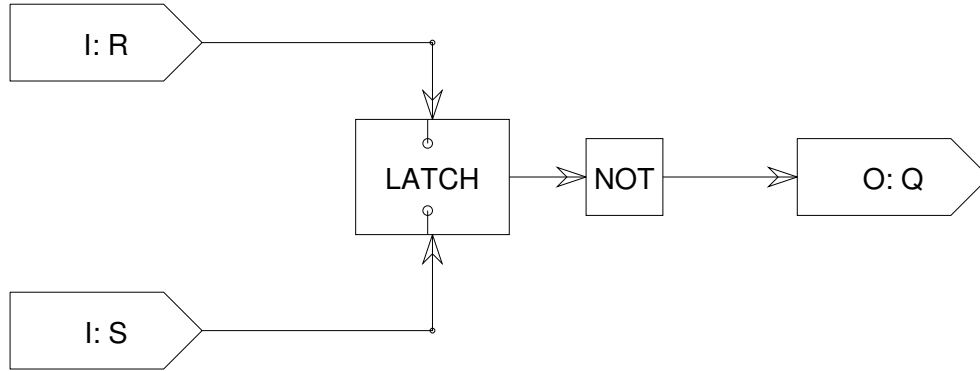 I: R
LATCH
NOT
O: Q
I: S